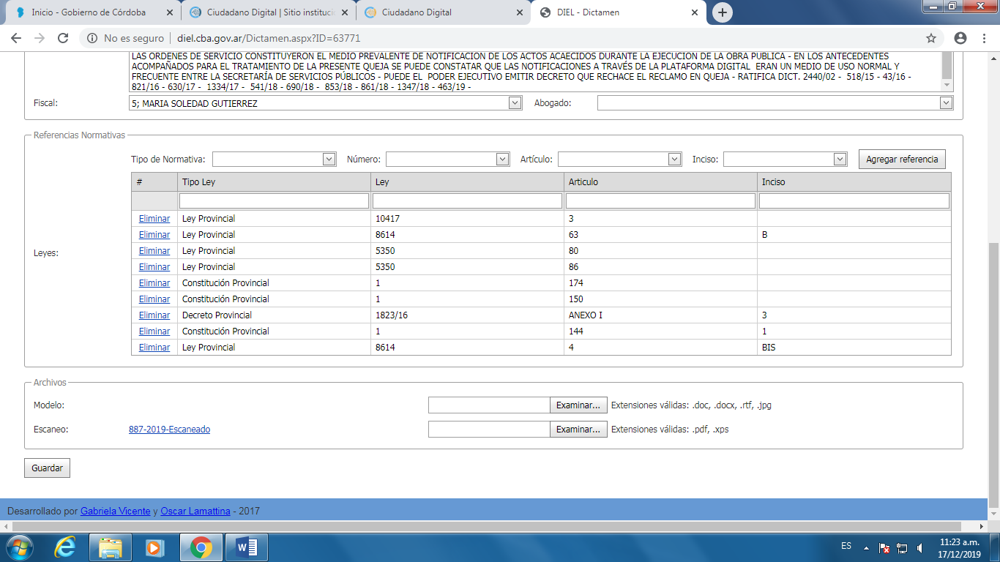 Inicio - Gobierno de Córdoba
Ciudadano Digital | Sitio instituci
Ciudadano Digital
DIEL - Dictamen
No es seguro | diel.cba.gov.ar/Dictamen.aspx?ID=63771
LAS ORDENES DE SERVICIO CONSTITUYERON EL MEDIO PREVALENTE DE NOTIFICACION DE LOS ACTOS ACAECIDOS DURANTE LA EJECUCION DE LA OBRA PUBLICA - EN LOS ANTECEDENTES
ACOMPAÑADOS PARA EL TRATAMIENTO DE LA PRESENTE QUEJA SE PUEDE CONSTATAR QUE LAS NOTIFICACIONES A TRAVÉS DE LA PLATAFORMA DIGITAL ERAN UN MEDIO DE USO NORMAL Y
FRECUENTE ENTRE LA SECRETARÍA DE SERVICIOS PÚBLICOS - PUEDE EL PODER EJECUTIVO EMITIR DECRETO QUE RECHACE EL RECLAMO EN QUEJA - RATIFICA DICT. 2440/02 - 518/15 - 43/16 -
821/16 - 630/17 - 1334/17 - 541/18 - 690/18 - 853/18 - 861/18 - 1347/18 - 463/19 -
Fiscal: 5; MARIA SOLEDAD GUTIERREZ Abogado:
Referencias Normativas
Tipo de Normativa: Número: Artículo: Inciso: Agregar referencia
# Tipo Ley Ley Articulo Inciso
Eliminar Ley Provincial 10417 3
Eliminar Ley Provincial 8614 63 B
Eliminar Ley Provincial 5350 80
Leyes:
Eliminar Ley Provincial 5350 86
Eliminar Constitución Provincial 1 174
Eliminar Constitución Provincial 1 150
Eliminar Decreto Provincial 1823/16 ANEXO I 3
Eliminar Constitución Provincial 1 144 1
Eliminar Ley Provincial 8614 4 BIS
Archivos
Modelo: Examinar... Extensiones válidas: .doc, .docx, .rtf, .jpg
Escaneo: 887-2019-Escaneado Examinar... Extensiones válidas: .pdf, .xps
Guardar
Desarrollado por Gabriela Vicente y Oscar Lamattina - 2017
ES
11:23 a.m.
17/12/2019